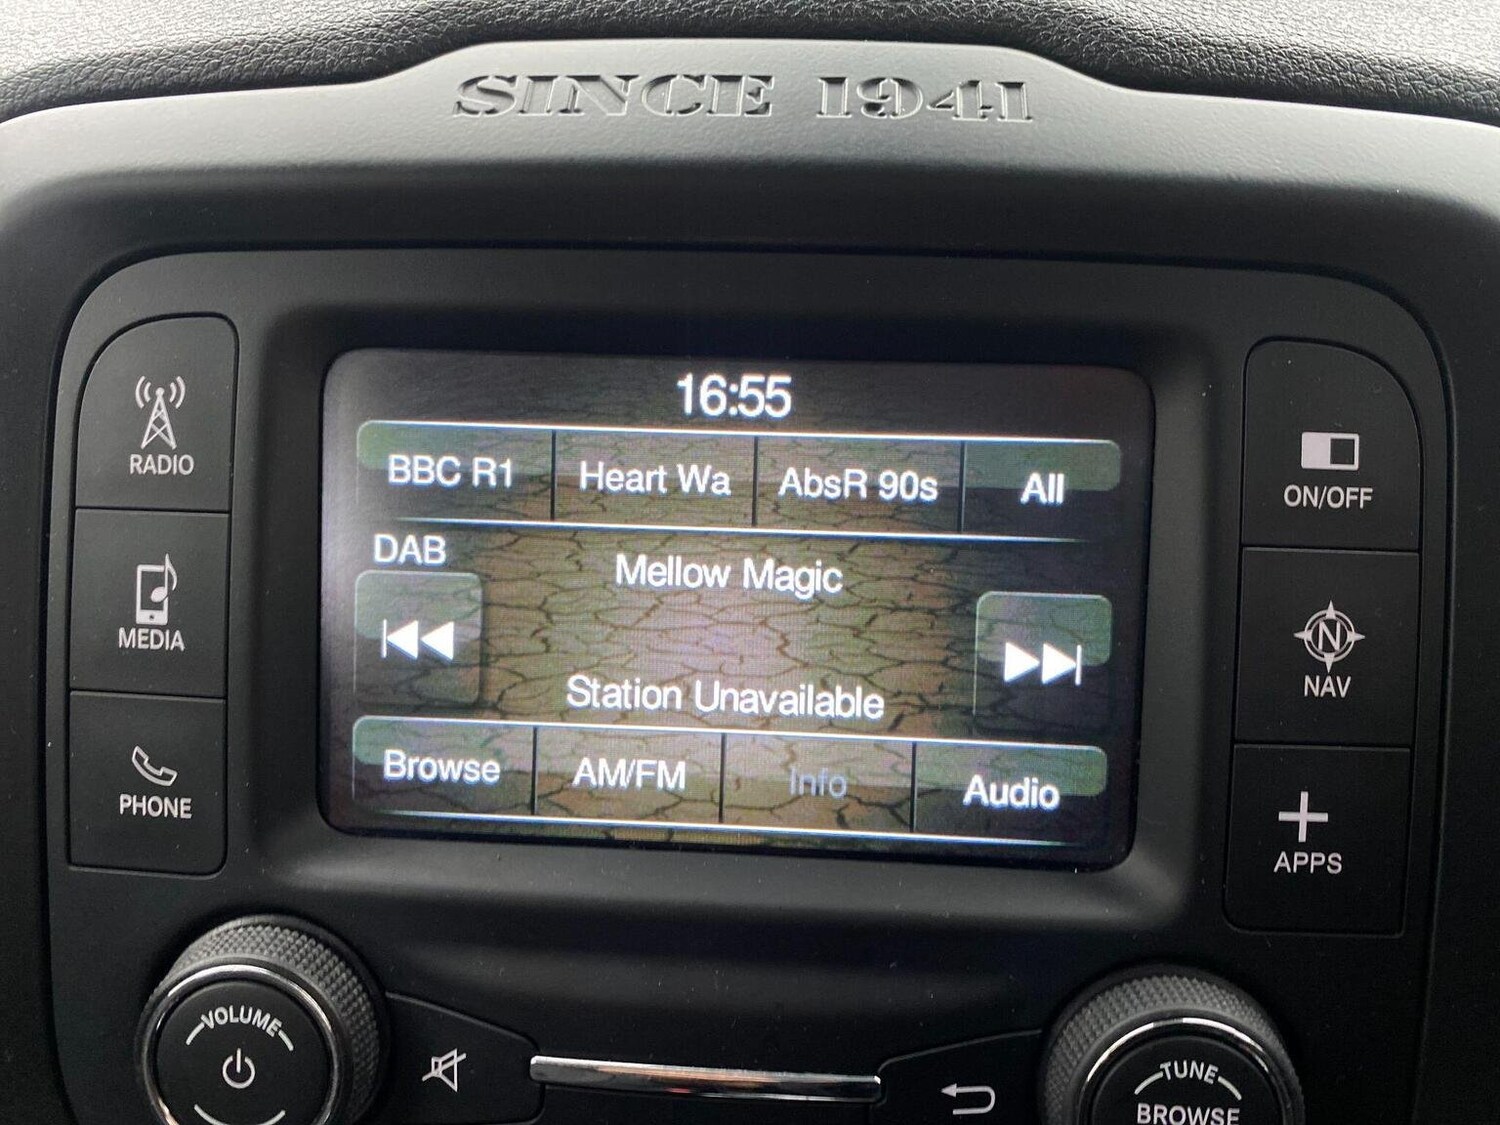 SINCE 1941
16:55
BBC R1 Heart Wa AbsR 90s All
DAB
Mellow Magic
Station Unavailable
Browse AM/FM Info Audio
RADIO
MEDIA
PHONE
ON/OFF
N
NAV
APPS
VOLUME
TUNE
BROWSE